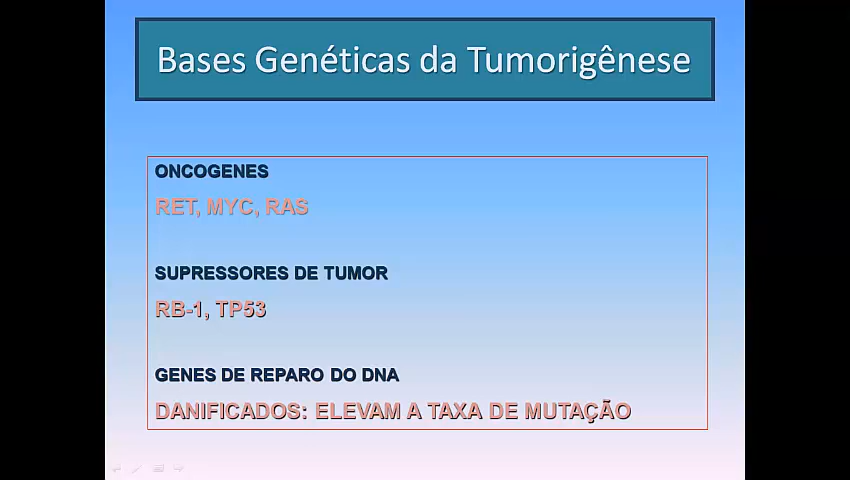 Bases Genéticas da Tumorigênese
ONCOGENES
RET, MYC, RAS
SUPRESSORES DE TUMOR
RB-1, TP53
GENES DE REPARO DO DNA
DANIFICADOS: ELEVAM A TAXA DE MUTAÇÃO